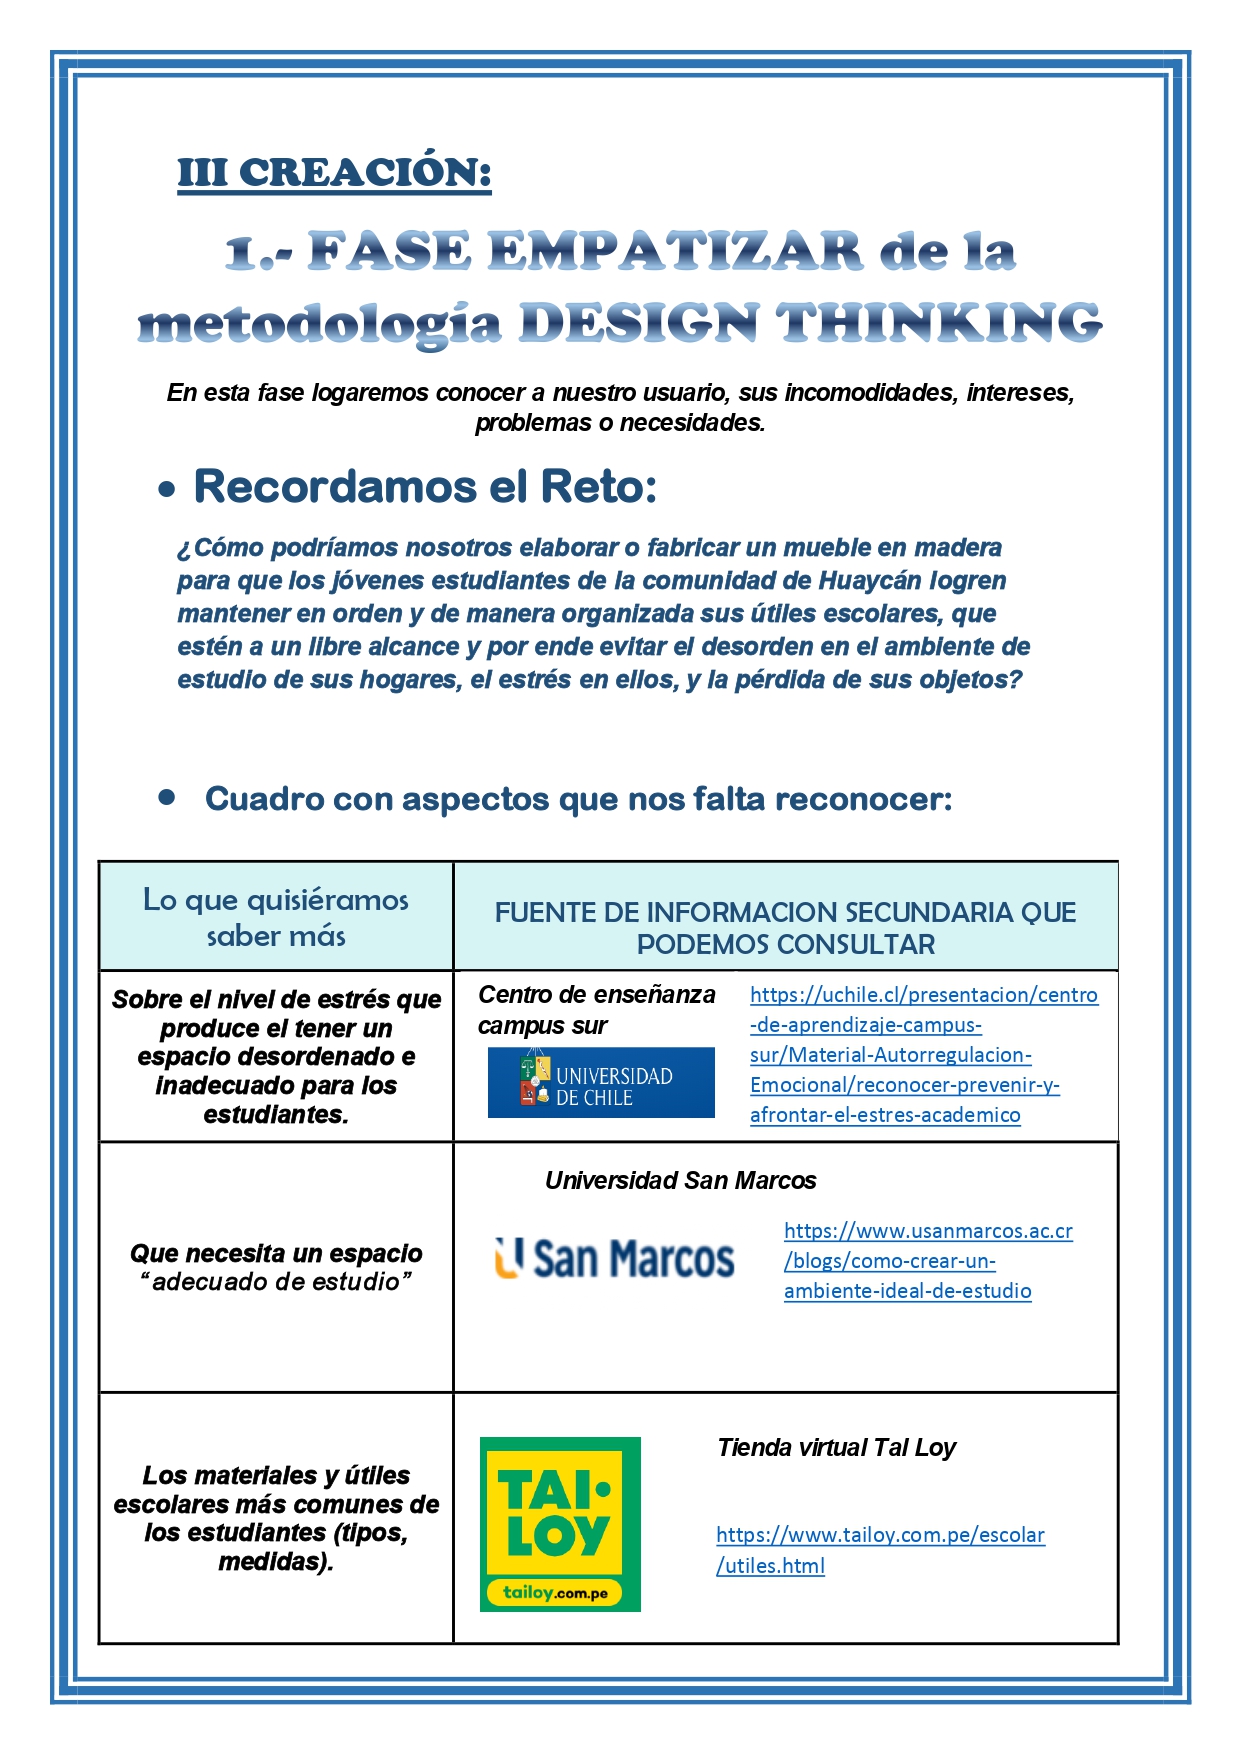 III CREACIÓN:
1.- FASE EMPATIZAR de la
metodología DESIGN THINKING
En esta fase logaremos conocer a nuestro usuario, sus incomodidades, intereses,
problemas o necesidades.
• Recordamos el Reto:
¿Cómo podríamos nosotros elaborar o fabricar un mueble en madera
para que los jóvenes estudiantes de la comunidad de Huaycán logren
mantener en orden y de manera organizada sus útiles escolares, que
estén a un libre alcance y por ende evitar el desorden en el ambiente de
estudio de sus hogares, el estrés en ellos, y la pérdida de sus objetos?
• Cuadro con aspectos que nos falta reconocer:
Lo que quisiéramos
saber más
FUENTE DE INFORMACION SECUNDARIA QUE
PODEMOS CONSULTAR
Sobre el nivel de estrés que
produce el tener un
espacio desordenado e
inadecuado para los
estudiantes.
Centro de enseñanza
campus sur
UNIVERSIDAD
DE CHILE
https://uchile.cl/presentacion/centro
-de-aprendizaje-campus-
sur/Material-Autorregulacion-
Emocional/reconocer-prevenir-y-
afrontar-el-estres-academico
Que necesita un espacio
“adecuado de estudio”
Universidad San Marcos
U San Marcos
https://www.usanmarcos.ac.cr
/blogs/como-crear-un-
ambiente-ideal-de-estudio
Los materiales y útiles
escolares más comunes de
los estudiantes (tipos,
medidas).
TAI·
LOY
tailoy.com.pe
Tienda virtual Tal Loy
https://www.tailoy.com.pe/escolar
/utiles.html